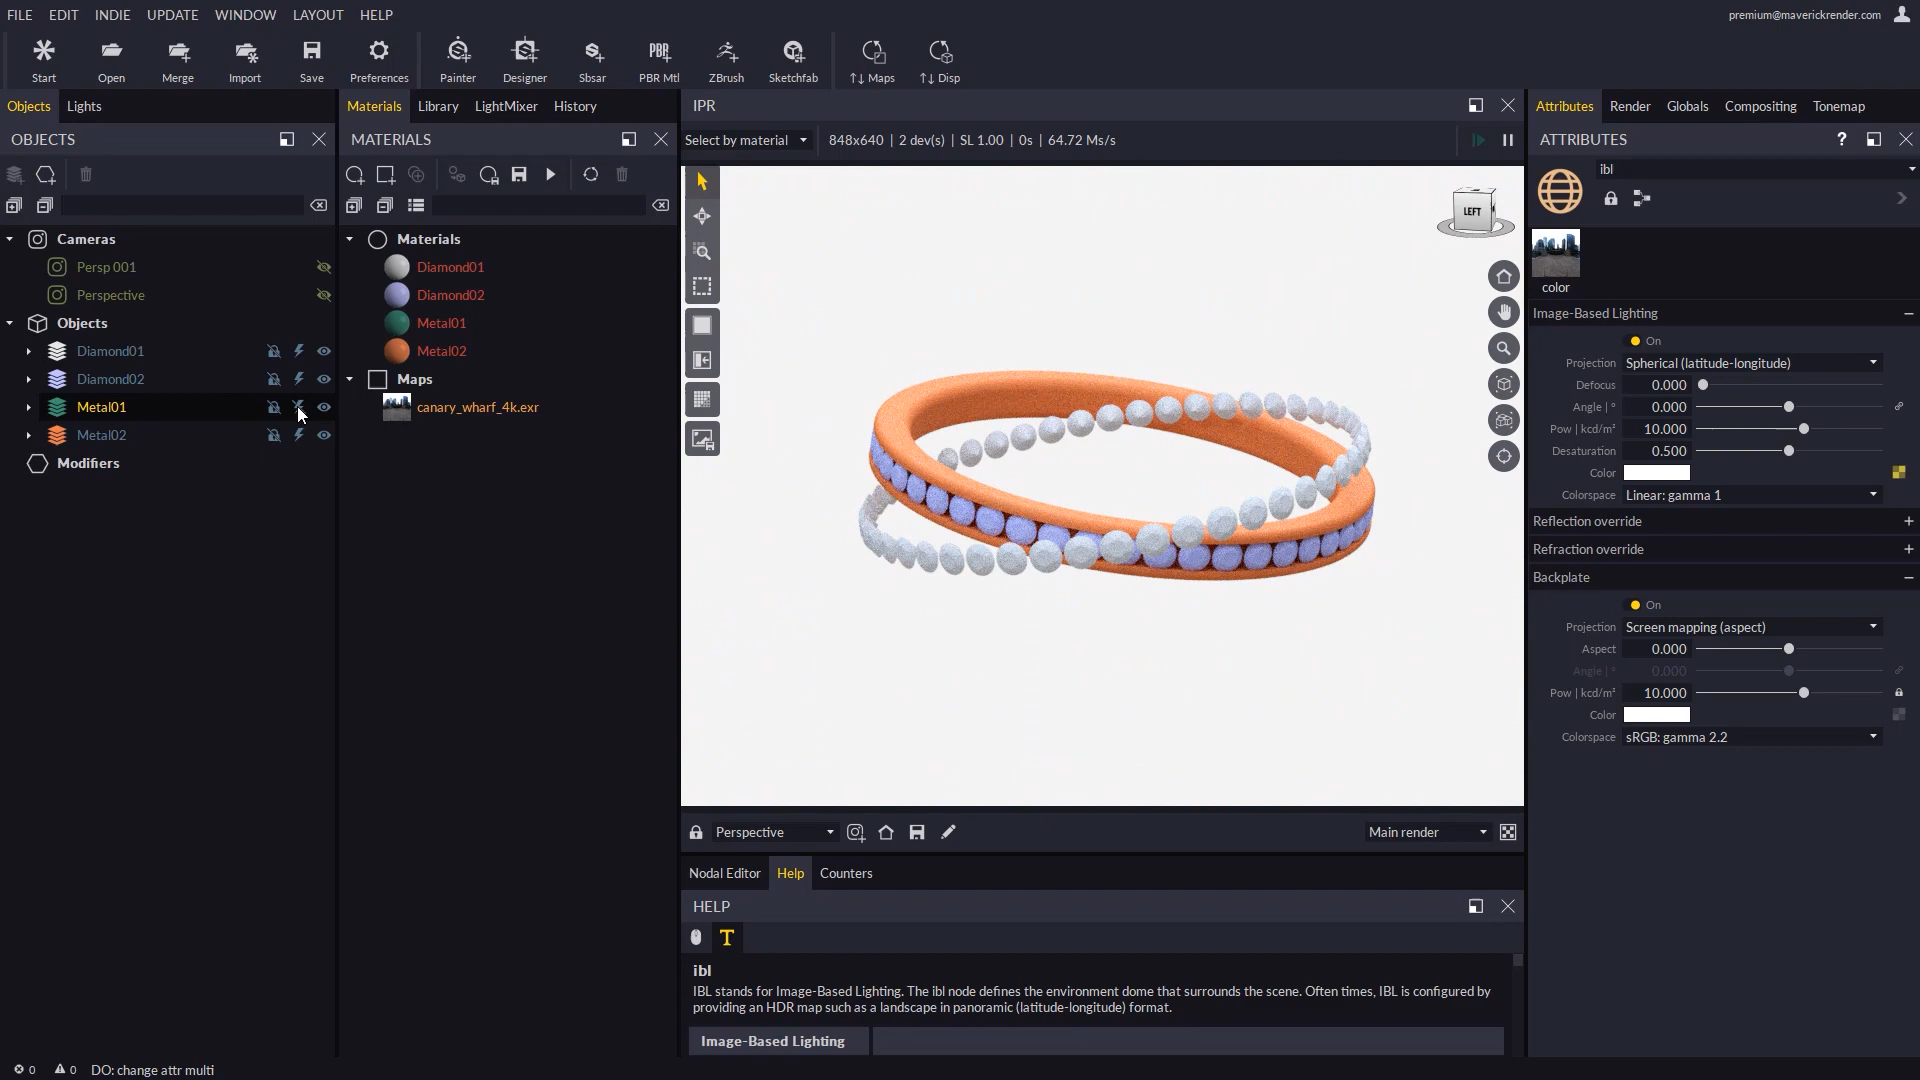 FILE EDIT INDIE UPDATE WINDOW LAYOUT HELP premium@maverickrender.com
Start Open Merge Import Save Preferences Painter Designer Sbsar PBR Mtl ZBrush Sketchfab ↑↓ Maps ↑↓ Disp
PBR
Objects Lights
OBJECTS
Cameras
Persp 001
Perspective
Objects
Diamond01
Diamond02
Metal01
Metal02
Modifiers
Materials Library LightMixer History
MATERIALS
Materials
Diamond01
Diamond02
Metal01
Metal02
Maps
canary_wharf_4k.exr
IPR
Select by material 848x640 | 2 dev(s) | SL 1.00 | 0s | 64.72 Ms/s
LEFT
Perspective Main render
Nodal Editor Help Counters
HELP
T
ibl
IBL stands for Image-Based Lighting. The ibl node defines the environment dome that surrounds the scene. Often times, IBL is configured by
providing an HDR map such as a landscape in panoramic (latitude-longitude) format.
Image-Based Lighting
Attributes Render Globals Compositing Tonemap
ATTRIBUTES ?
ibl
color
Image-Based Lighting
On
Projection Spherical (latitude-longitude)
Defocus 0.000
Angle | º 0.000
Pow | kcd/m² 10.000
Desaturation 0.500
Color
Colorspace Linear: gamma 1
Reflection override
Refraction override
Backplate
On
Projection Screen mapping (aspect)
Aspect 0.000
Angle | º 0.000
Pow | kcd/m² 10.000
Color
Colorspace sRGB: gamma 2.2
0 0 DO: change attr multi